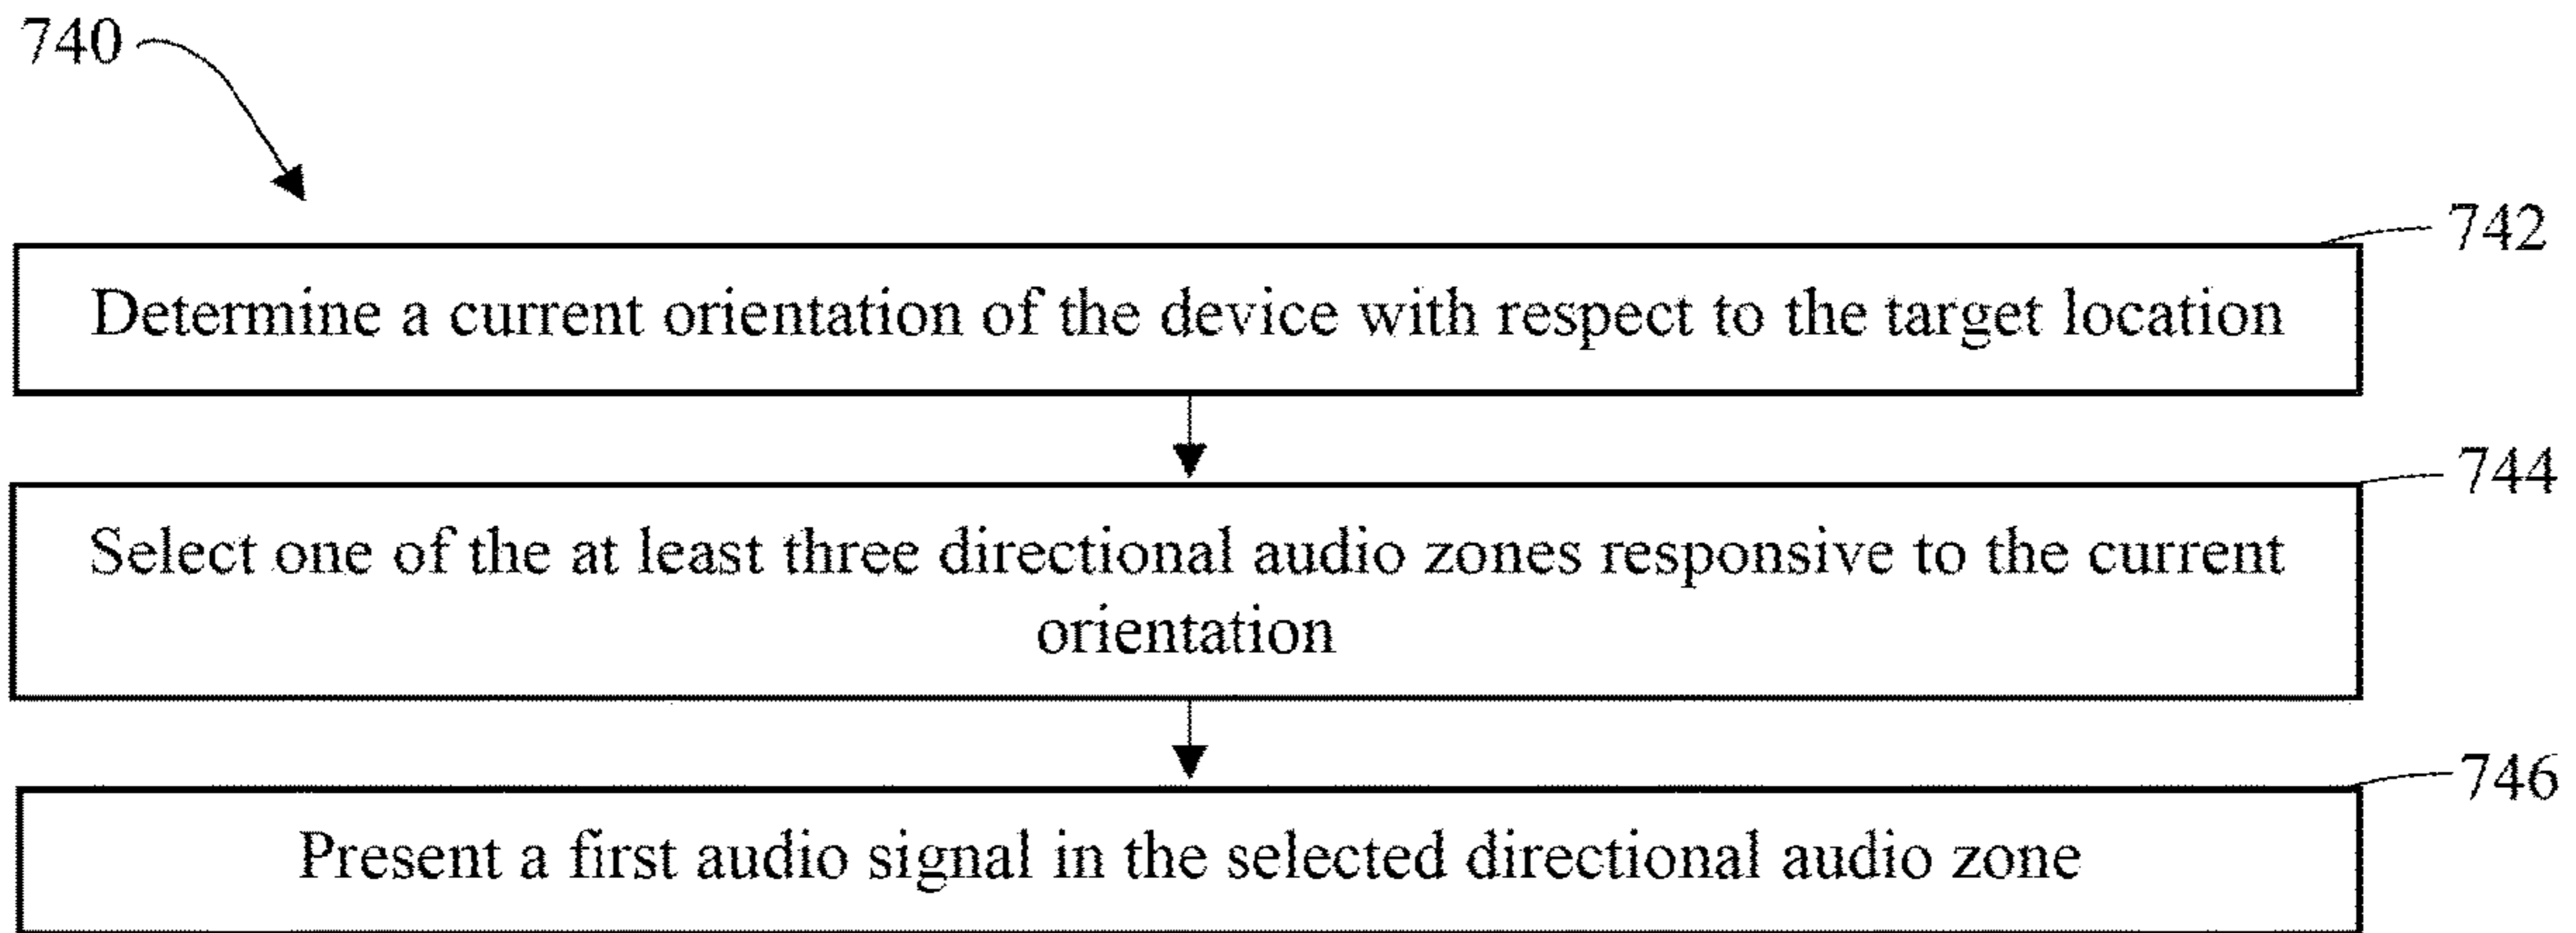 740
742
Determine a current orientation of the device with respect to the target location
744
Select one of the at least three directional audio zones responsive to the current
orientation
746
Present a first audio signal in the selected directional audio zone